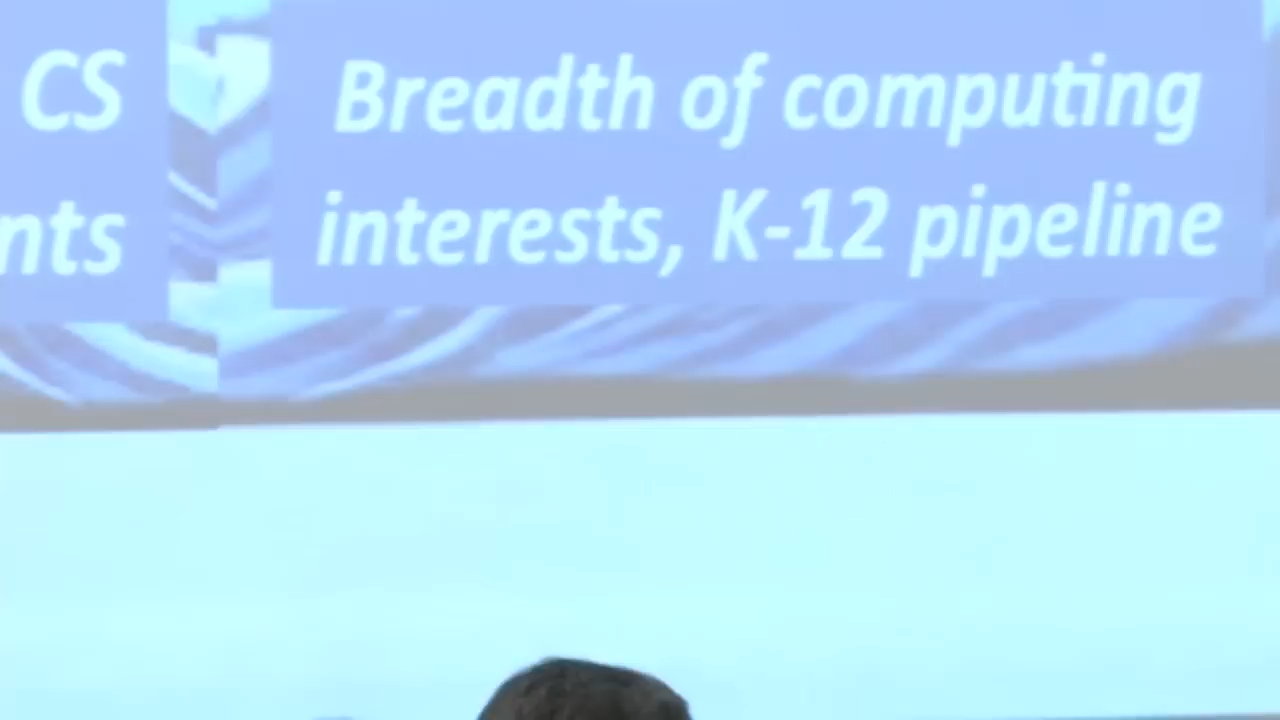 CS
nts
Breadth of computing
interests, K-12 pipeline